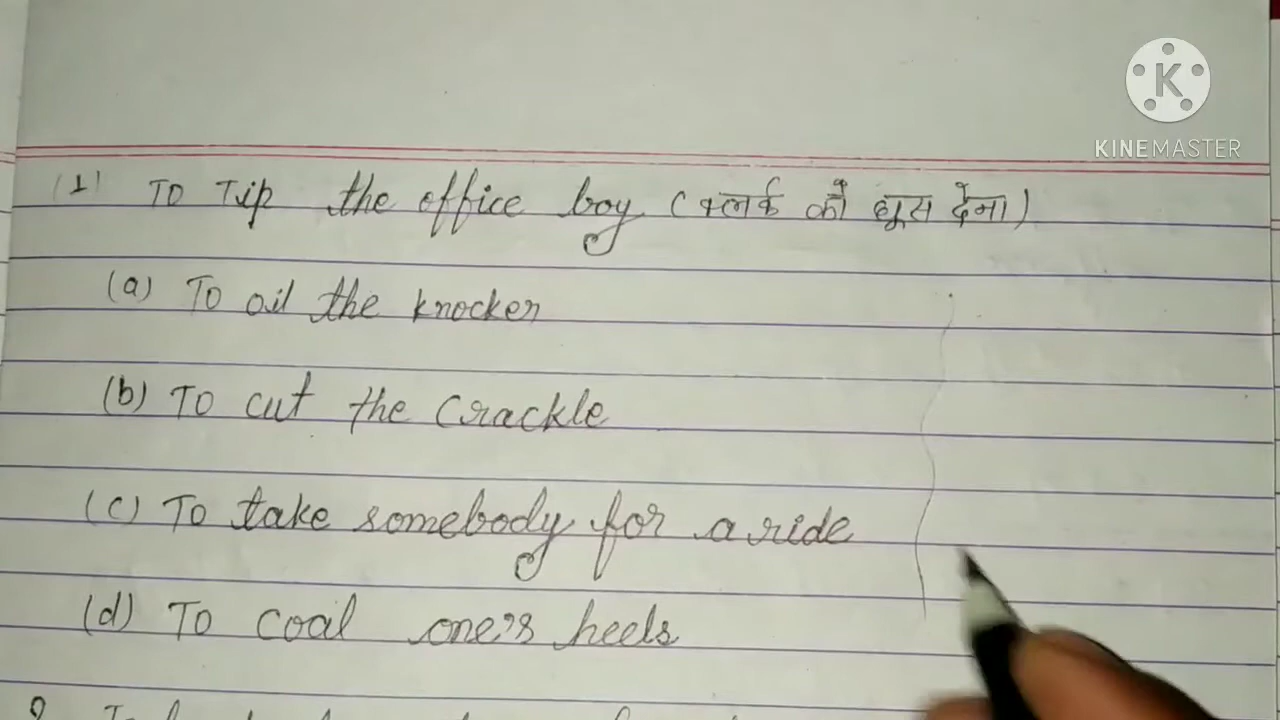 K
KINEMASTER
(1) To Tip the office boy (क्लर्क को घूस देना)
(a) To oil the knocker
(b) To cut the crackle
(c) To take somebody for a ride
(d) To coal one's heels